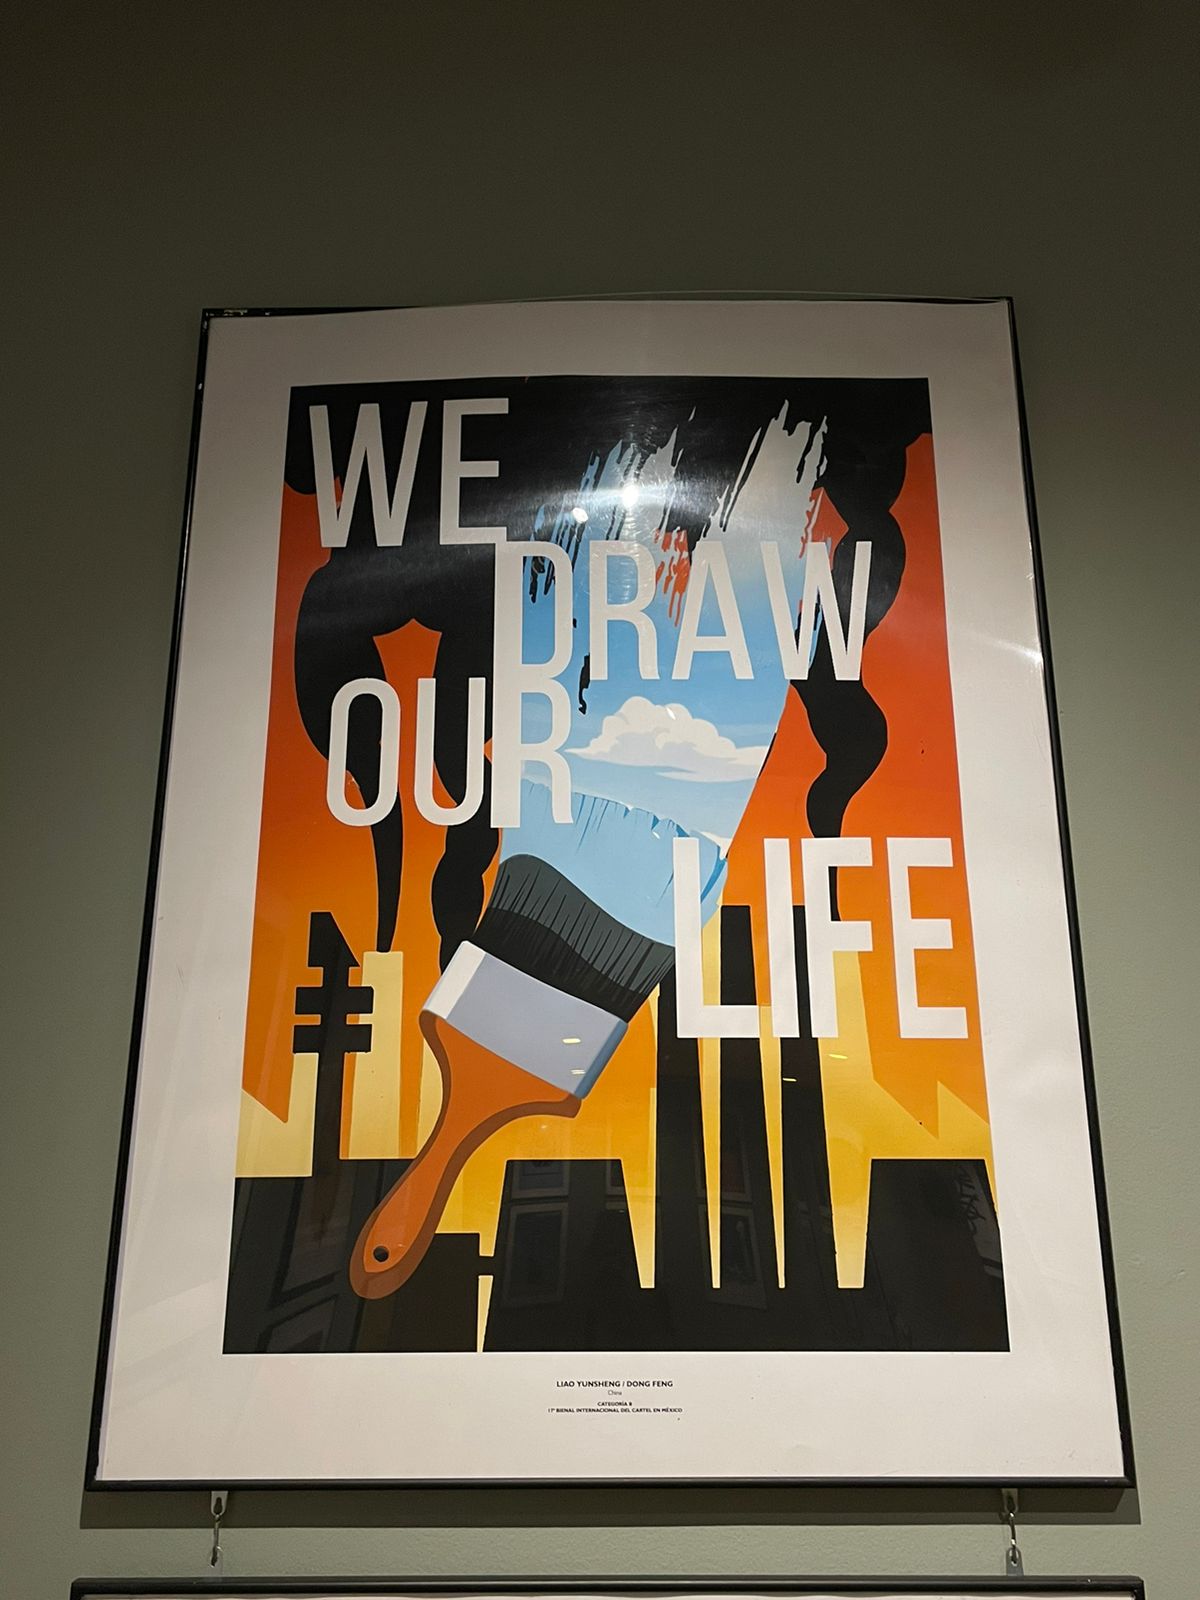 WE
DRAW
OUR
LIFE
LIAO YUNSHENG / DONG FENG
China
CATEGORÍA B
17ª BIENAL INTERNACIONAL DEL CARTEL EN MÉXICO